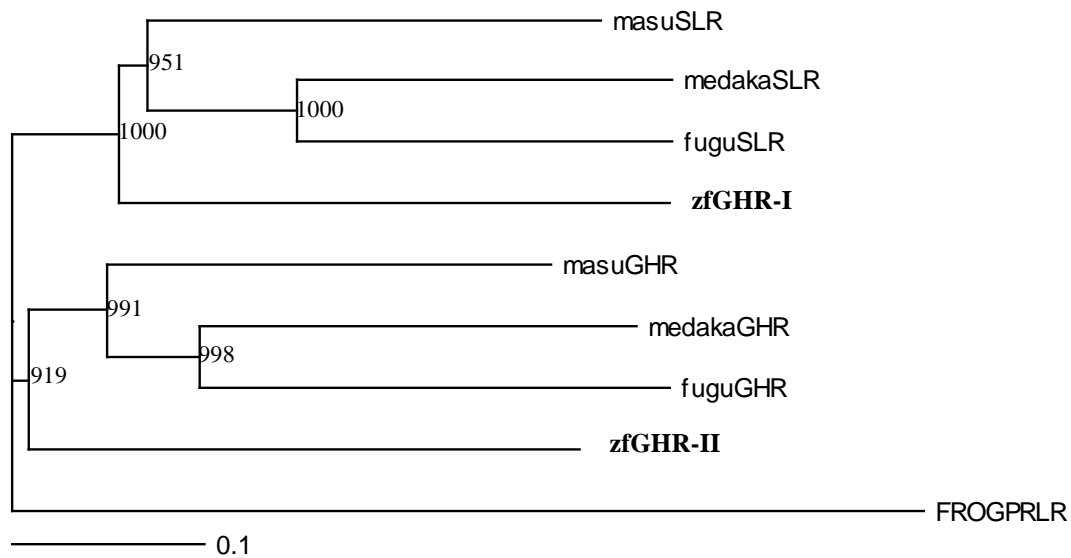 masuSLR
951
medakaSLR
1000
1000
fuguSLR
zfGHR-I
masuGHR
991
medakaGHR
998
919
fuguGHR
zfGHR-II
FROGPRLR
0.1